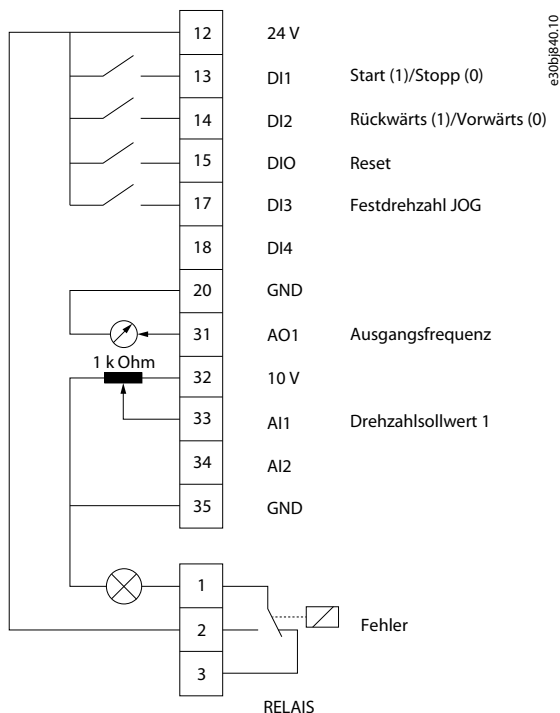 12 24 V
13 DI1 Start (1)/Stopp (0)
14 DI2 Rückwärts (1)/Vorwärts (0)
15 DIO Reset
17 DI3 Festdrehzahl JOG
18 DI4
20 GND
31 AO1 Ausgangsfrequenz
1 k Ohm
32 10 V
33 AI1 Drehzahlsollwert 1
34 AI2
35 GND
1
2 Fehler
3
RELAIS
e30bj840.10